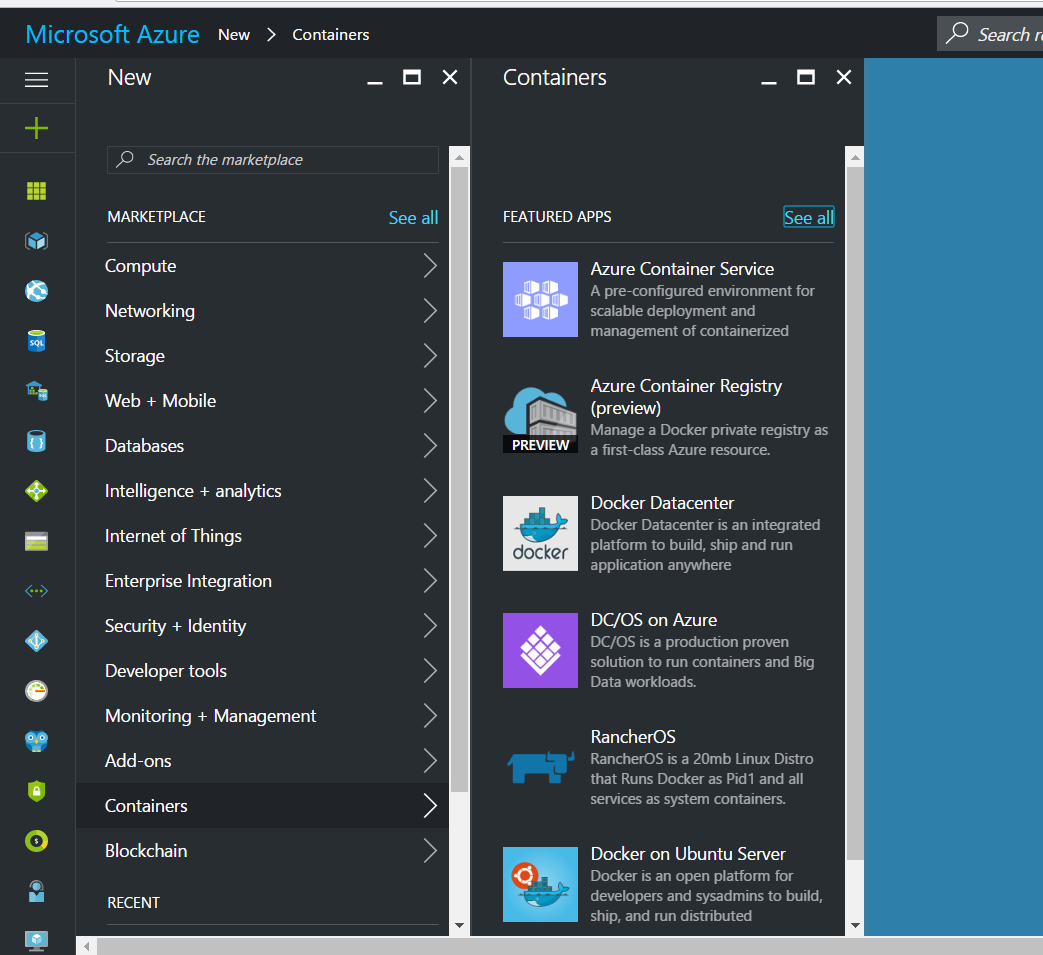 Microsoft Azure New > Containers
Search re
New
Search the marketplace
MARKETPLACE See all
Compute
Networking
Storage
Web + Mobile
Databases
Intelligence + analytics
Internet of Things
Enterprise Integration
Security + Identity
Developer tools
Monitoring + Management
Add-ons
Containers
Blockchain
RECENT
Containers
FEATURED APPS See all
Azure Container Service
A pre-configured environment for
scalable deployment and
management of containerized
Azure Container Registry
(preview)
PREVIEW
Manage a Docker private registry as
a first-class Azure resource.
docker
Docker Datacenter
Docker Datacenter is an integrated
platform to build, ship and run
application anywhere
DC/OS on Azure
DC/OS is a production proven
solution to run containers and Big
Data workloads.
RancherOS
RancherOS is a 20mb Linux Distro
that Runs Docker as Pid1 and all
services as system containers.
Docker on Ubuntu Server
Docker is an open platform for
developers and sysadmins to build,
ship, and run distributed
SQL